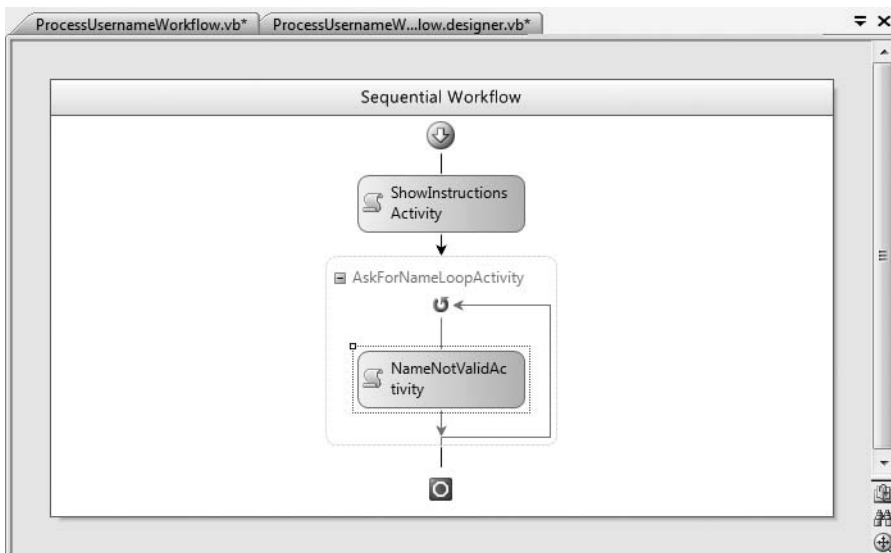 ProcessUsernameWorkflow.vb* ProcessUsernameW...low.designer.vb*
Sequential Workflow
ShowInstructions
Activity
AskForNameLoopActivity
NameNotValidAc
tivity